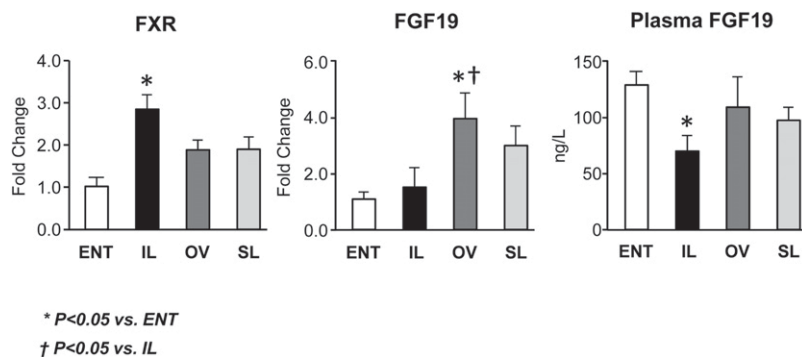 FXR
FGF19
Plasma FGF19
Fold Change
4.0
3.0
2.0
1.0
0.0
*
ENT IL OV SL
Fold Change
6.0
4.0
2.0
0.0
*†
ENT IL OV SL
ng/L
150
100
50
0
*
ENT IL OV SL
* P<0.05 vs. ENT
† P<0.05 vs. IL